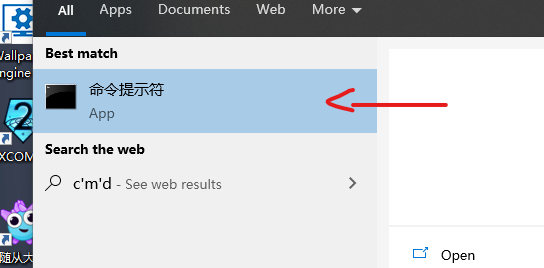 All Apps Documents Web More
Best match
命令提示符
App
Search the web
c'm'd - See web results
Open
Wallpa
ngine
2
XCOM
随从大